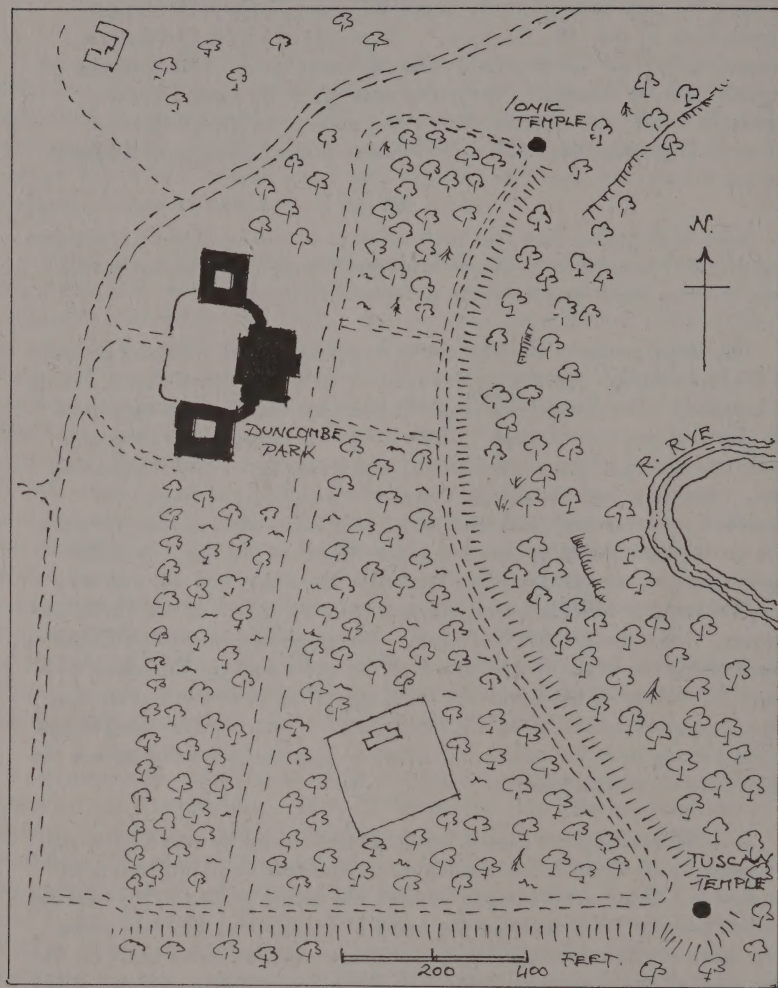 IONIC
TEMPLE
N.
DUNCOMBE
PARK
R. RYE
TUSCAN
TEMPLE
200 400 FEET.